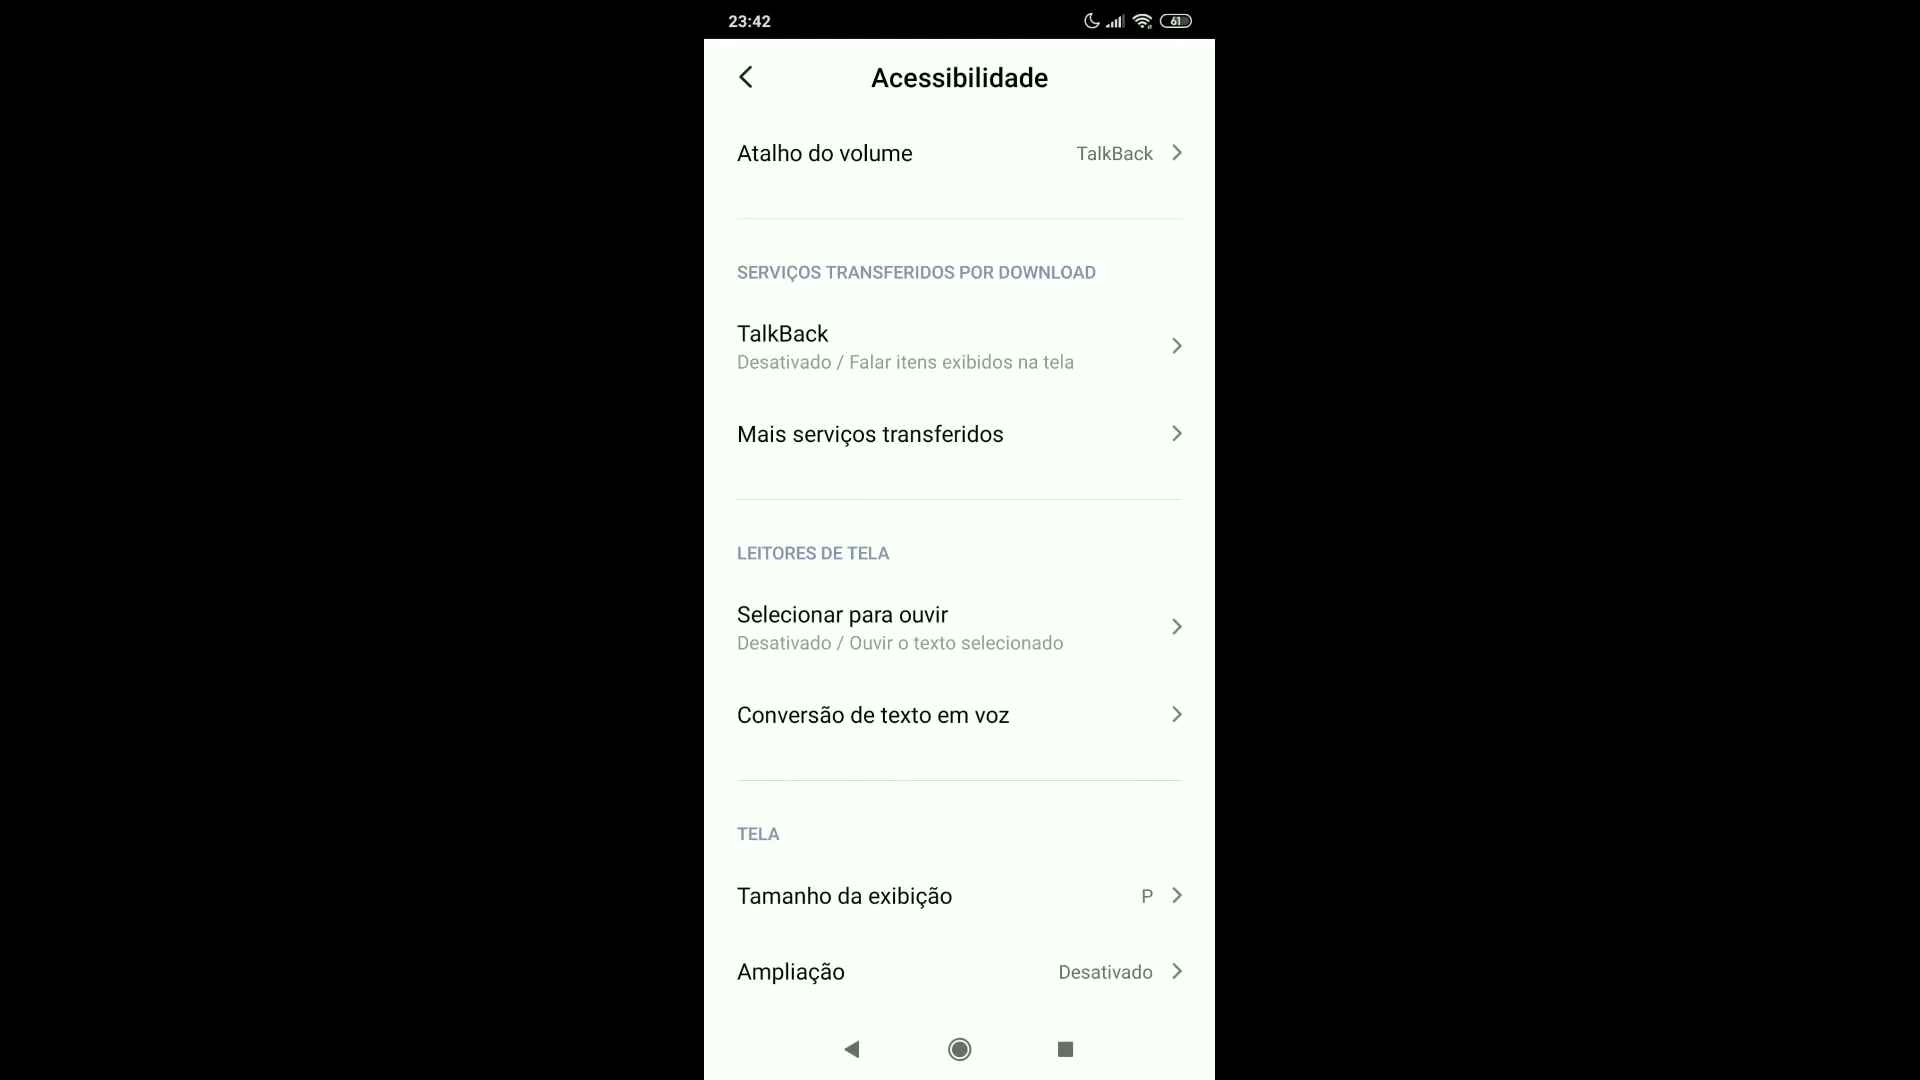 23:42
61
Acessibilidade
Atalho do volume TalkBack
SERVIÇOS TRANSFERIDOS POR DOWNLOAD
TalkBack
Desativado / Falar itens exibidos na tela
Mais serviços transferidos
LEITORES DE TELA
Selecionar para ouvir
Desativado / Ouvir o texto selecionado
Conversão de texto em voz
TELA
Tamanho da exibição P
Ampliação Desativado